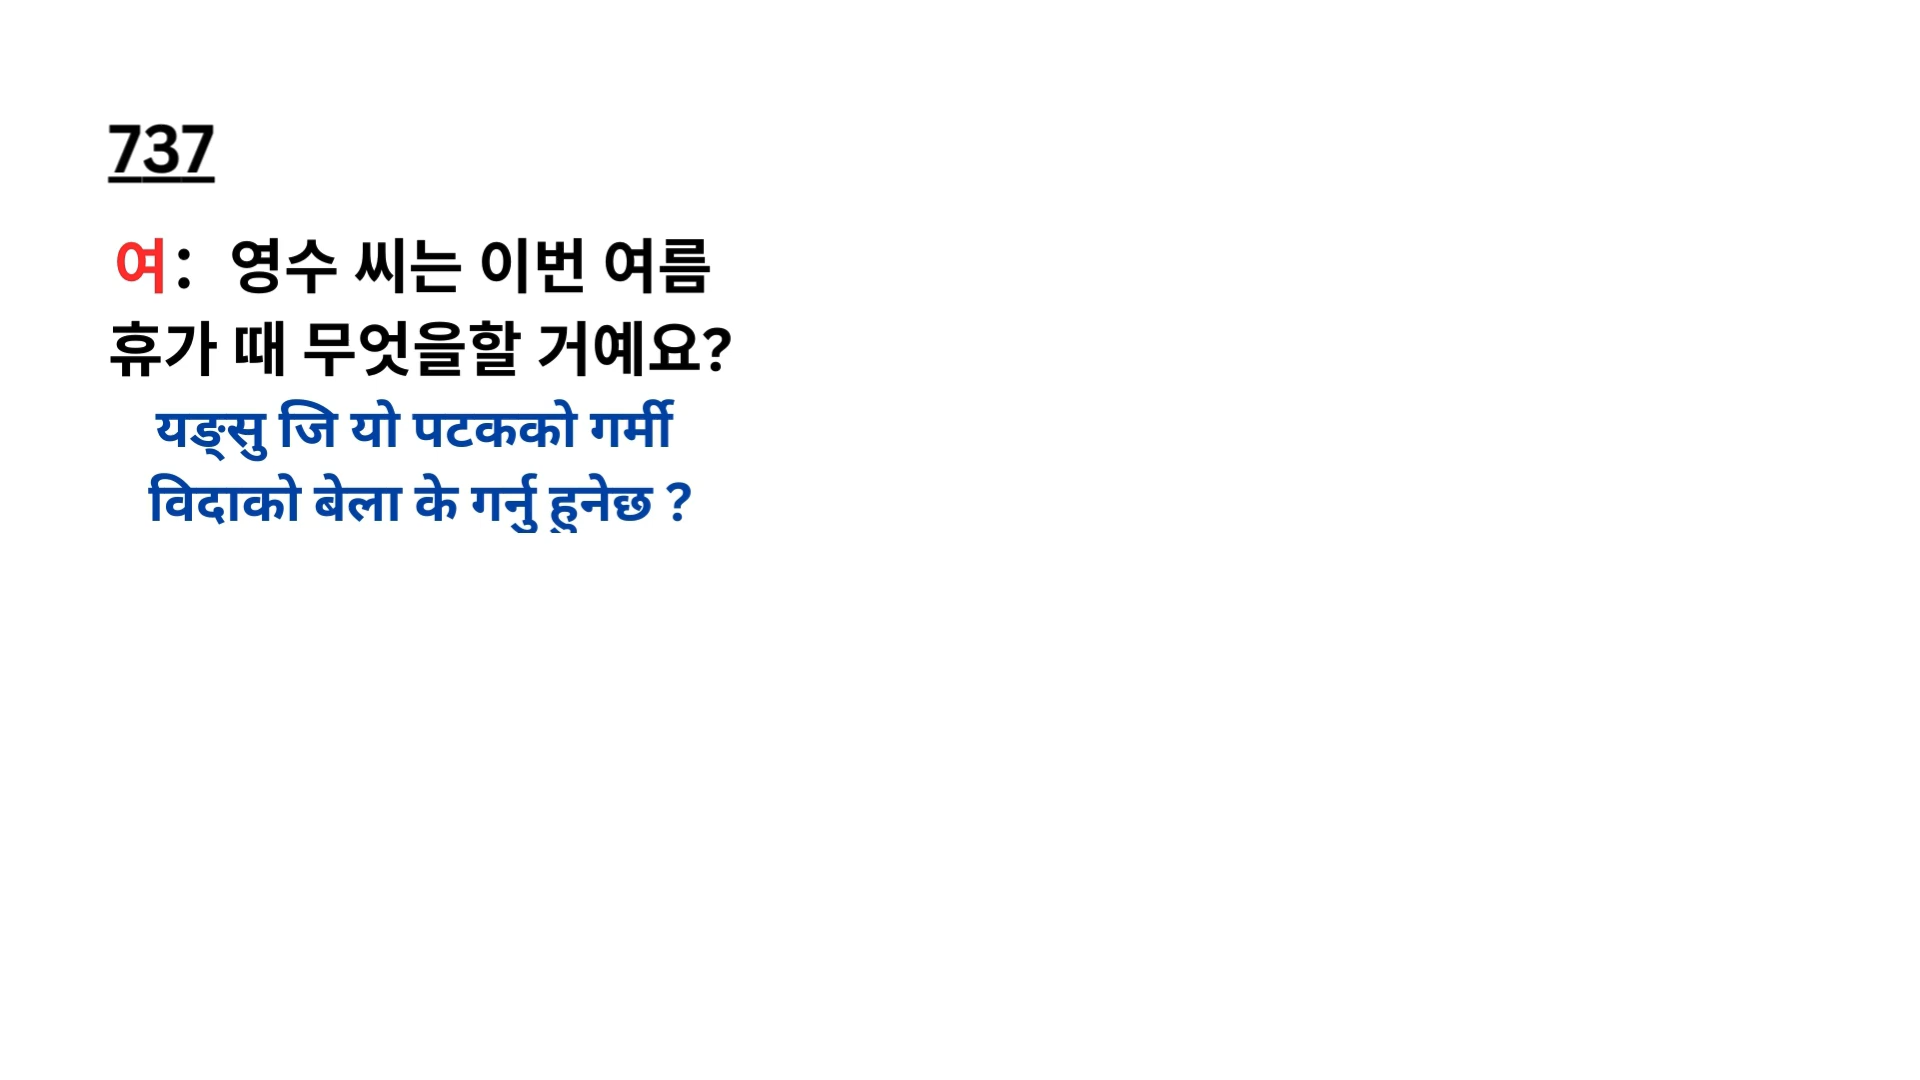 737
여: 영수 씨는 이번 여름
휴가 때 무엇을할 거예요?
यङ्सु जि यो पटकको गर्मी
विदाको बेला के गर्नु हुनेछ ?